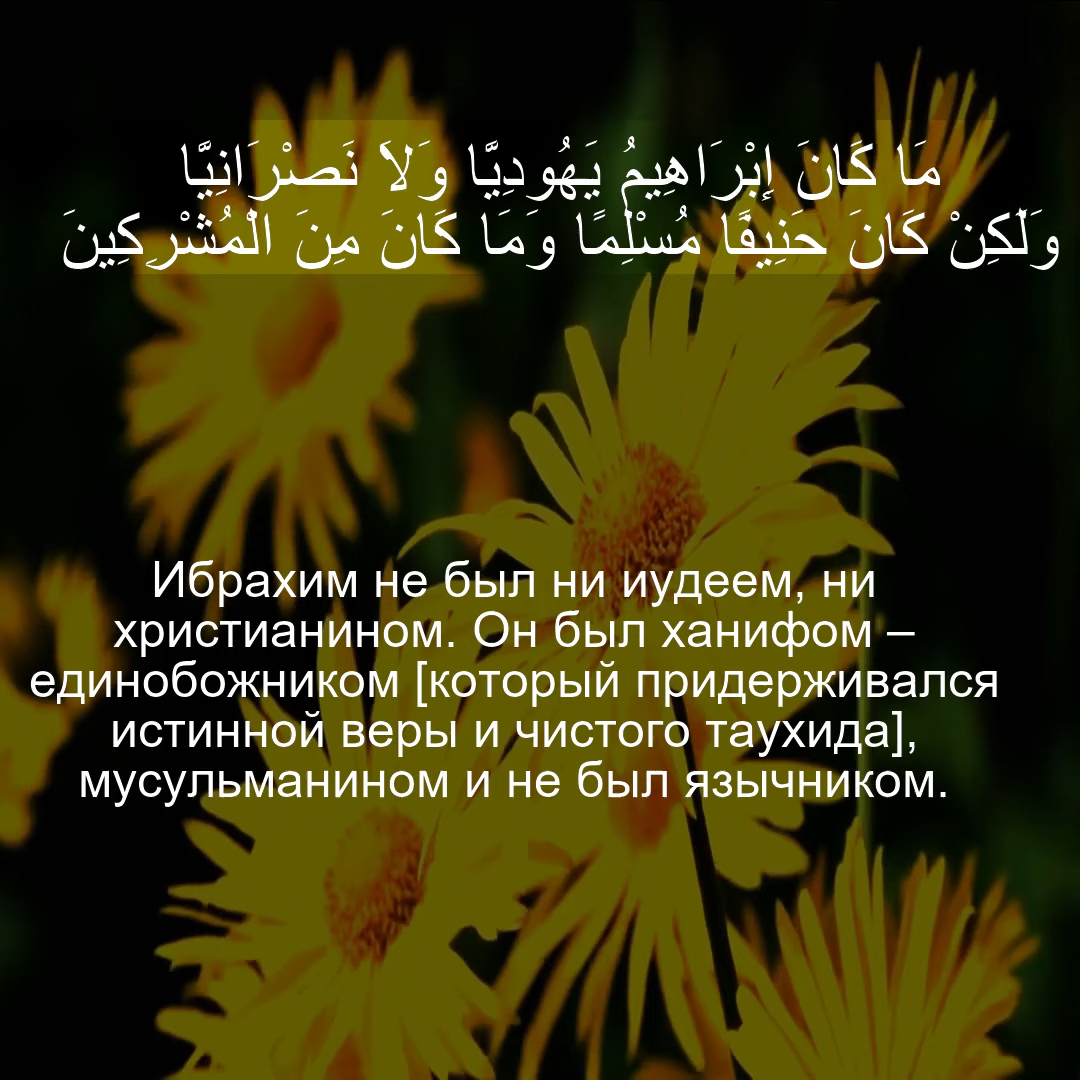 مَا كَانَ إِبْرَاهِيمُ يَهُودِيًّا وَلَا نَصْرَانِيًّا
وَلَكِنْ كَانَ حَنِيفًا مُسْلِمًا وَمَا كَانَ مِنَ الْمُشْرِكِينَ
Ибрахим не был ни иудеем, ни
христианином. Он был ханифом –
единобожником [который придерживался
истинной веры и чистого таухида],
мусульманином и не был язычником.